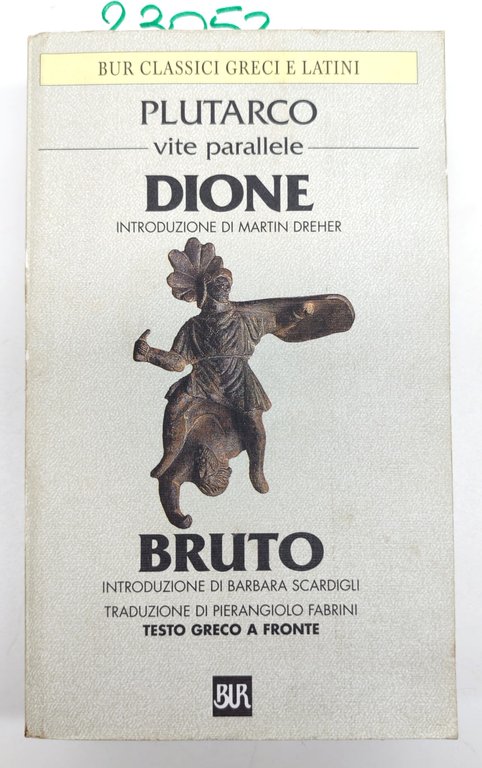 23052
BUR CLASSICI GRECI E LATINI
PLUTARCO
vite parallele
DIONE
INTRODUZIONE DI MARTIN DREHER
BRUTO
INTRODUZIONE DI BARBARA SCARDIGLI
TRADUZIONE DI PIERANGIOLO FABRINI
TESTO GRECO A FRONTE
BUR